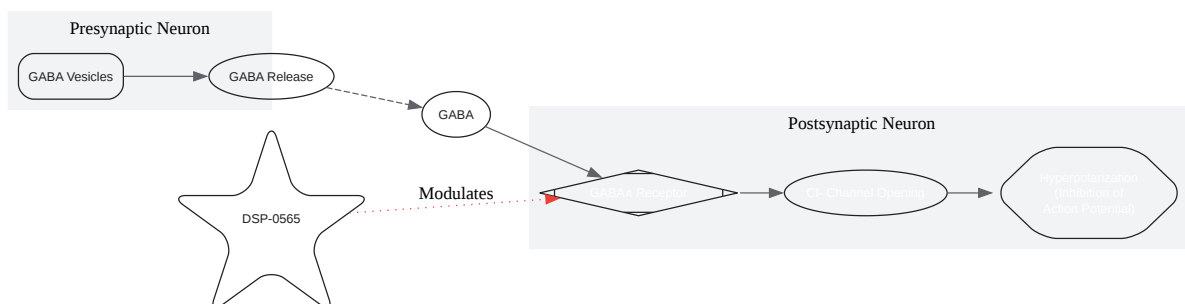 Presynaptic Neuron
GABA Vesicles
GABA Release
GABA
Postsynaptic Neuron
GABAᴀ Receptor
Cl- Channel Opening
Hyperpolarization
(Inhibition of
Action Potential)
Modulates
DSP-0565